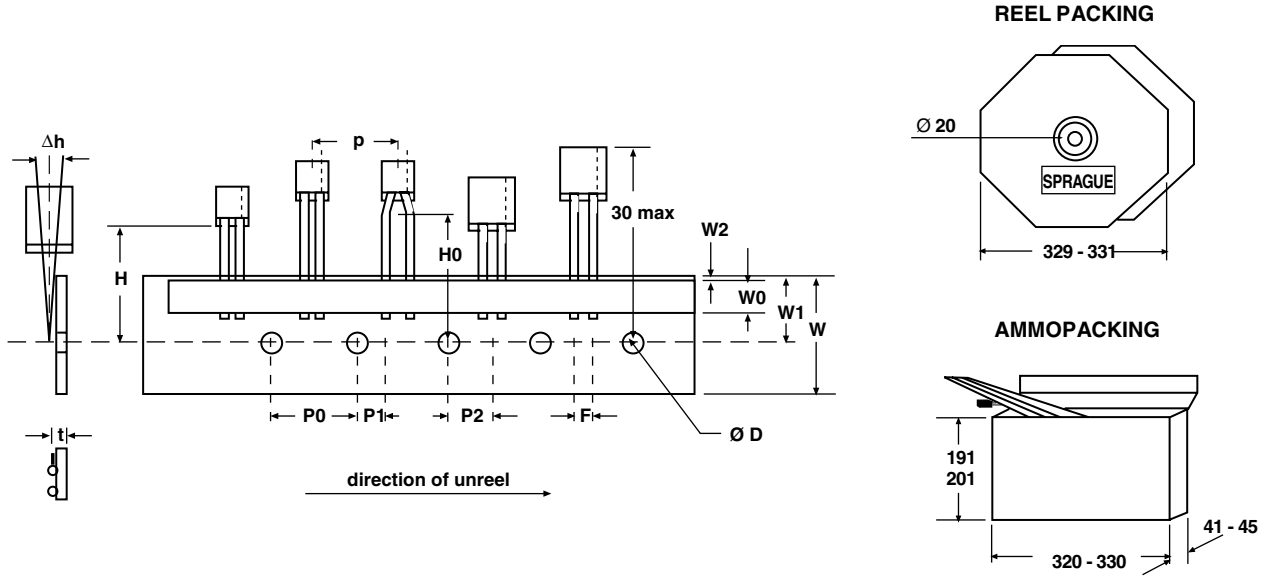 REEL PACKING
Ø 20
SPRAGUE
329 - 331
Δh
p
30 max
H
H0
W2
W0
W1
W
P0
P1
P2
F
Ø D
t
direction of unreel
AMMOPACKING
191
201
41 - 45
320 - 330